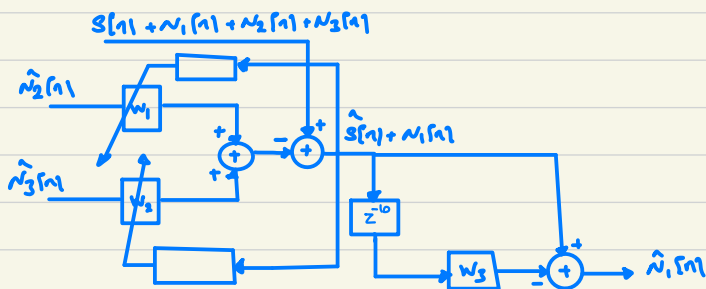 S[n] + N₁[n] + N₂[n] + N₃[n]
N̂₂[n]
W₁
+
+
-
+
+
+
Ŝ[n] + N₁[n]
N̂₃[n]
W₂
+
z⁻⁶
W₃
-
+
+
N̂₁[n]